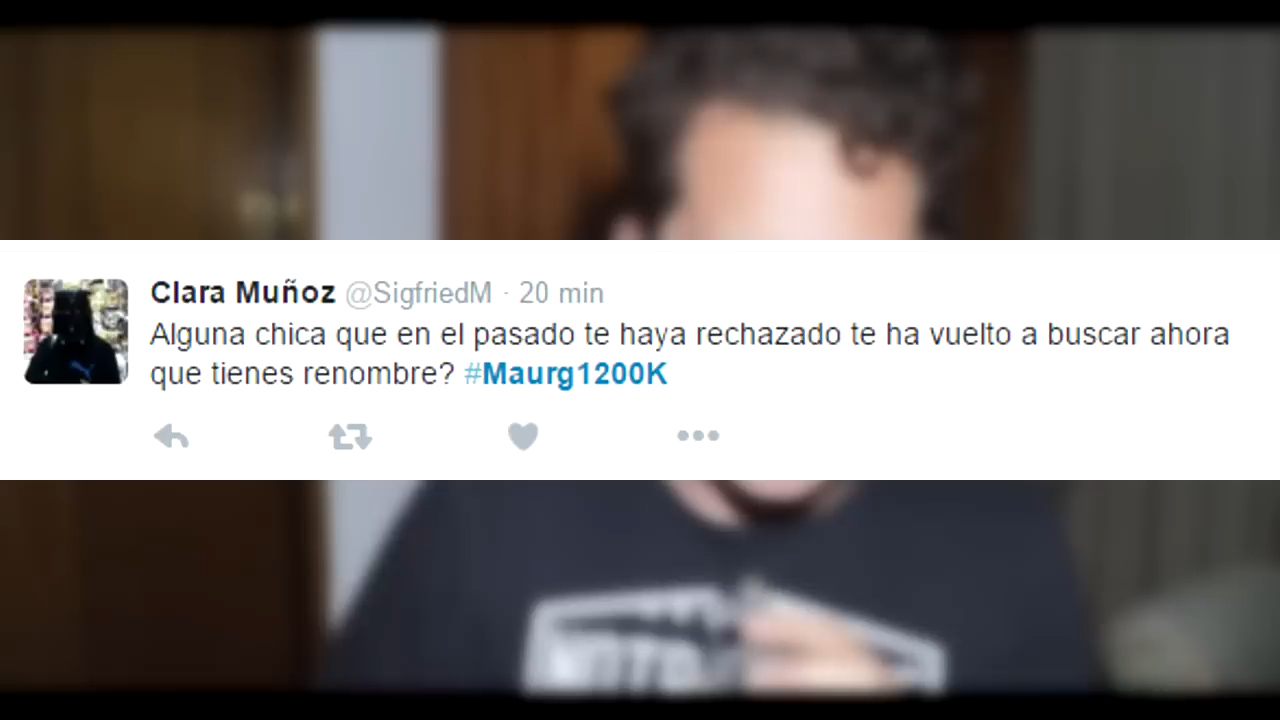 Clara Muñoz @SigfriedM · 20 min
Alguna chica que en el pasado te haya rechazado te ha vuelto a buscar ahora
que tienes renombre? #Maurg1200K